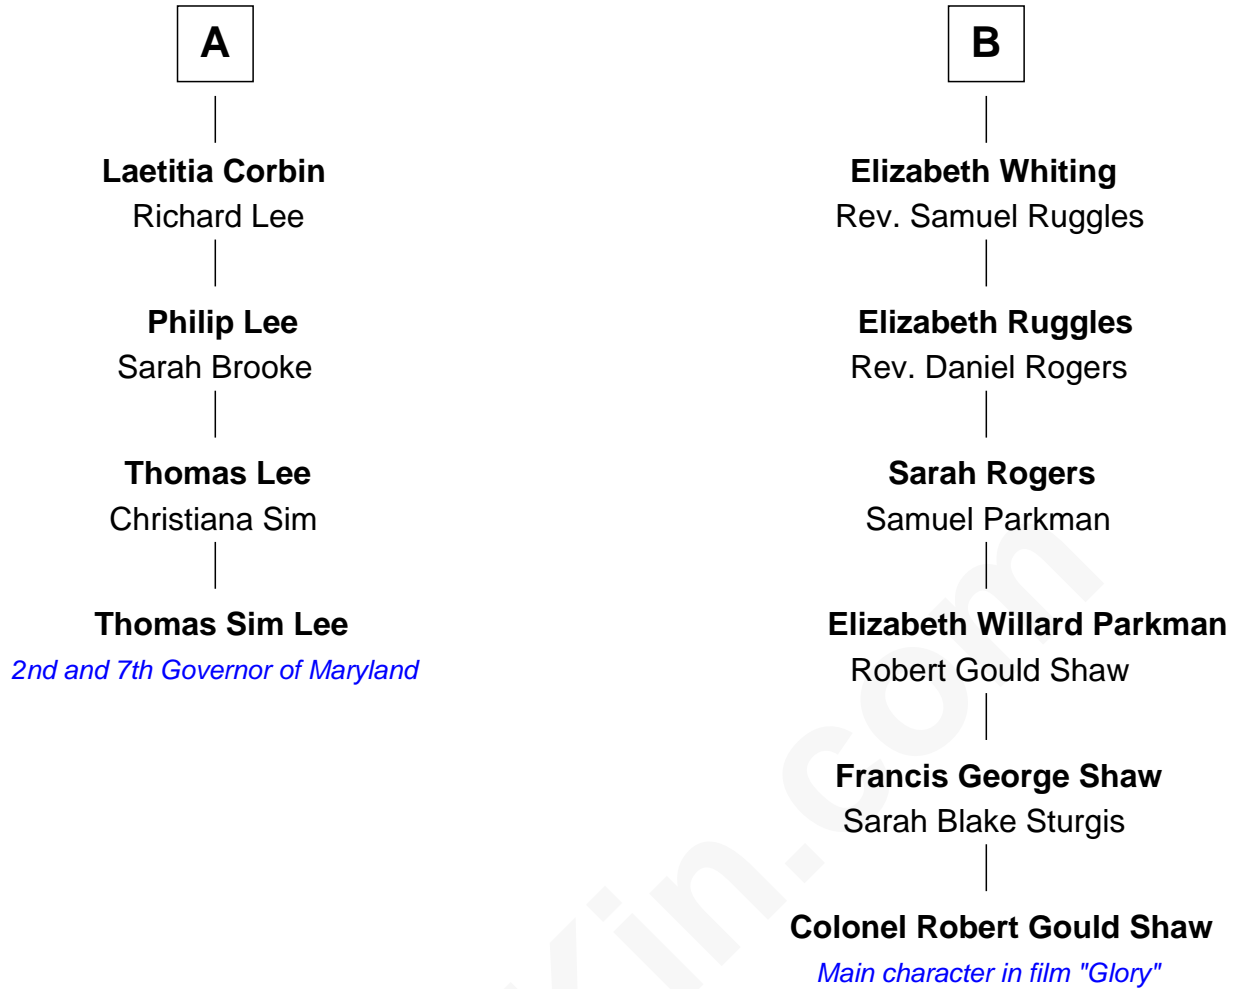 A
Laetitia Corbin
Richard Lee
Philip Lee
Sarah Brooke
Thomas Lee
Christiana Sim
Thomas Sim Lee
2nd and 7th Governor of Maryland
B
Elizabeth Whiting
Rev. Samuel Ruggles
Elizabeth Ruggles
Rev. Daniel Rogers
Sarah Rogers
Samuel Parkman
Elizabeth Willard Parkman
Robert Gould Shaw
Francis George Shaw
Sarah Blake Sturgis
Colonel Robert Gould Shaw
Main character in film "Glory"
Kin.com